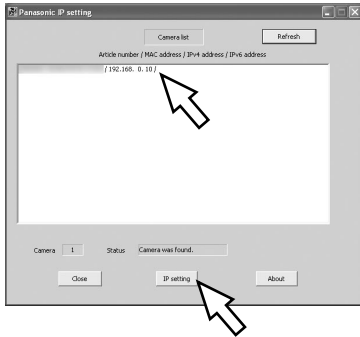 Panasonic IP setting
Camera list
Refresh
Article number / MAC address / IPv4 address / IPv6 address
/ 192.168. 0. 10 /
Camera 1 Status Camera was found.
Close IP setting About